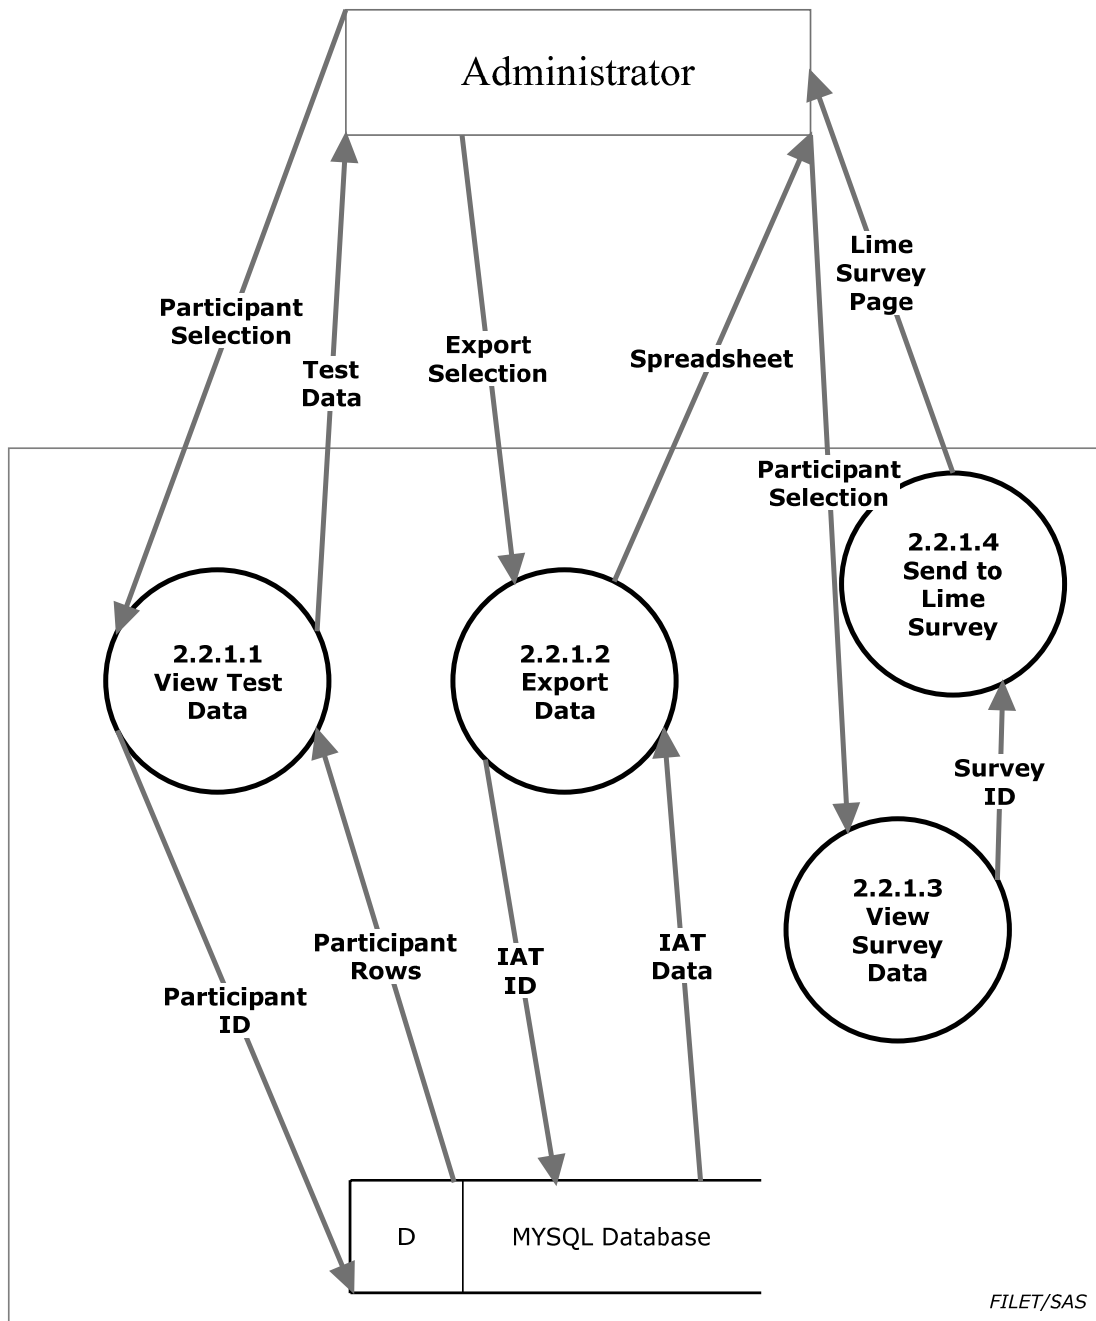 Administrator
Lime
Survey
Page
Participant
Selection
Export
Selection
Spreadsheet
Test
Data
Participant
Selection
2.2.1.4
Send to
Lime
Survey
2.2.1.1
View Test
Data
2.2.1.2
Export
Data
Survey
ID
2.2.1.3
View
Survey
Data
Participant
Rows
IAT
ID
IAT
Data
Participant
ID
D
MYSQL Database
FILET/SAS